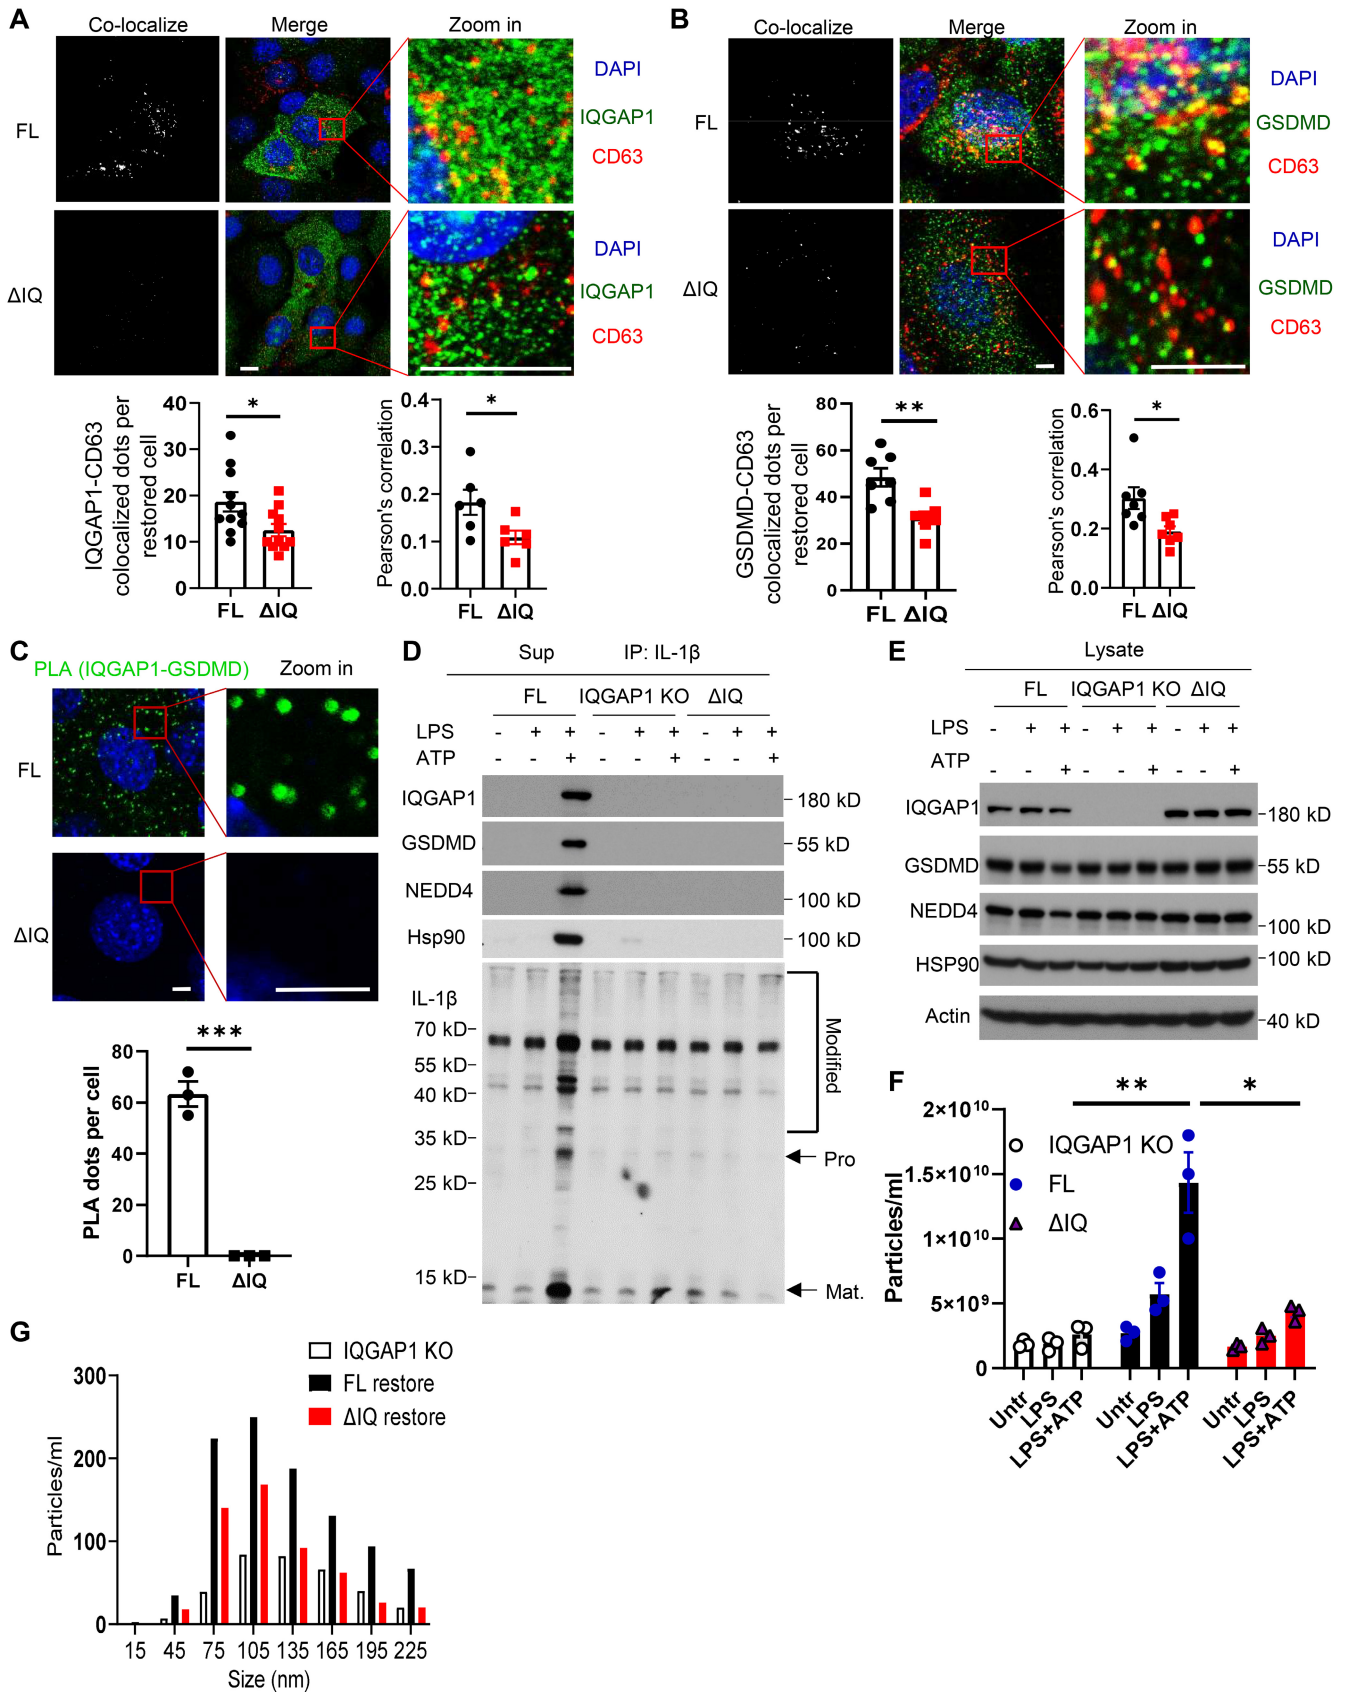 A
Co-localize
Merge
Zoom in
FL
DAPI
IQGAP1
CD63
ΔIQ
DAPI
IQGAP1
CD63
IQGAP1-CD63
colocalized dots per
restored cell
40
30
20
10
0
*
FL
ΔIQ
Pearson's correlation
0.4
0.3
0.2
0.1
0.0
*
FL
ΔIQ
B
Co-localize
Merge
Zoom in
FL
DAPI
GSDMD
CD63
ΔIQ
DAPI
GSDMD
CD63
GSDMD-CD63
colocalized dots per
restored cell
80
60
40
20
0
**
FL
ΔIQ
Pearson's correlation
0.6
0.4
0.2
0.0
*
FL
ΔIQ
C
PLA (IQGAP1-GSDMD)
Zoom in
FL
ΔIQ
PLA dots per cell
80
60
40
20
0
***
FL
ΔIQ
D
Sup
IP: IL-1β
FL
IQGAP1 KO
ΔIQ
LPS - + + - + + - + +
ATP - - + - - + - - +
IQGAP1
180 kD
GSDMD
55 kD
NEDD4
100 kD
Hsp90
100 kD
IL-1β
70 kD
55 kD
40 kD
35 kD
25 kD
15 kD
Modified
Pro
Mat.
E
Lysate
FL
IQGAP1 KO
ΔIQ
LPS - + + - + + - + +
ATP - - + - - + - - +
IQGAP1
180 kD
GSDMD
55 kD
NEDD4
100 kD
HSP90
100 kD
Actin
40 kD
F
Particles/ml
2×10¹⁰
1.5×10¹⁰
1×10¹⁰
5×10⁹
0
**
*
IQGAP1 KO
FL
ΔIQ
Untr
LPS
LPS+ATP
Untr
LPS
LPS+ATP
Untr
LPS
LPS+ATP
G
IQGAP1 KO
FL restore
ΔIQ restore
Particles/ml
300
200
100
0
15 45 75 105 135 165 195 225
Size (nm)